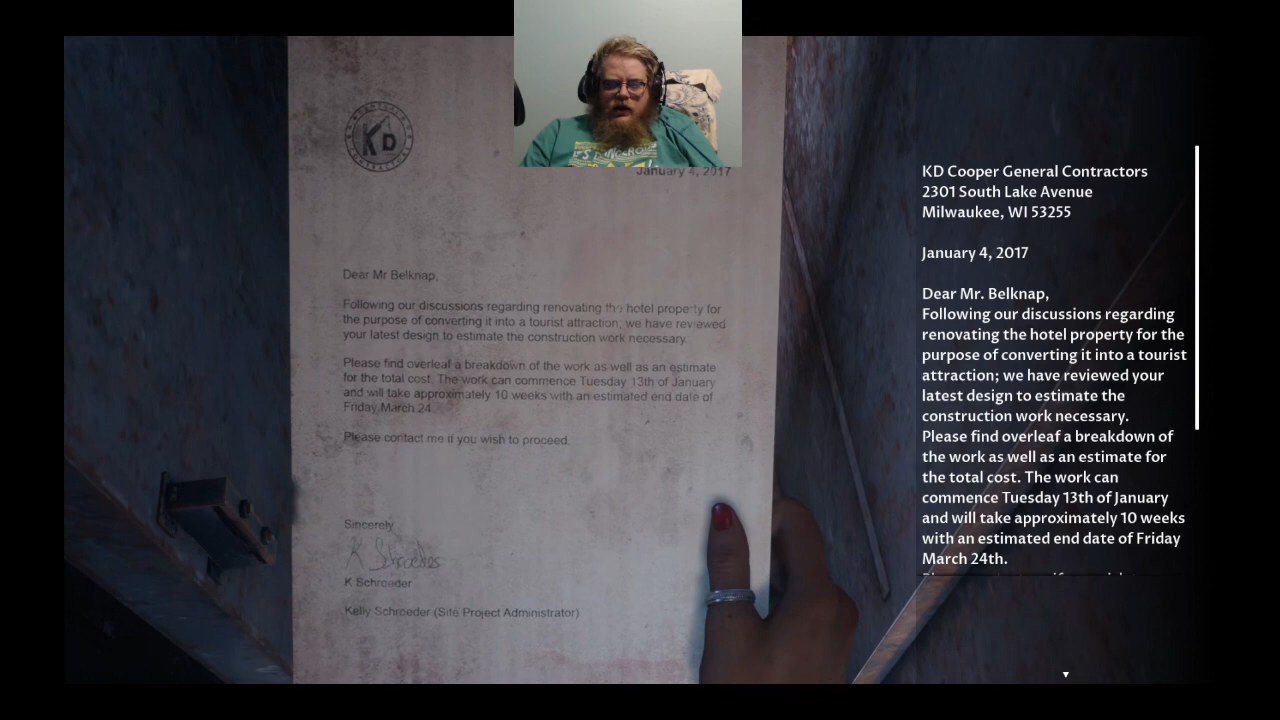 KD
January 4, 2017
Dear Mr Belknap,
Following our discussions regarding renovating the hotel property for
the purpose of converting it into a tourist attraction; we have reviewed
your latest design to estimate the construction work necessary.
Please find overleaf a breakdown of the work as well as an estimate
for the total cost. The work can commence Tuesday 13th of January
and will take approximately 10 weeks with an estimated end date of
Friday March 24.
Please contact me if you wish to proceed.
Sincerely
K Schroeder
K Schroeder
Kelly Schroeder (Site Project Administrator)
IT'S DANGEROUS
KD Cooper General Contractors
2301 South Lake Avenue
Milwaukee, WI 53255
January 4, 2017
Dear Mr. Belknap,
Following our discussions regarding
renovating the hotel property for the
purpose of converting it into a tourist
attraction; we have reviewed your
latest design to estimate the
construction work necessary.
Please find overleaf a breakdown of
the work as well as an estimate for
the total cost. The work can
commence Tuesday 13th of January
and will take approximately 10 weeks
with an estimated end date of Friday
March 24th.